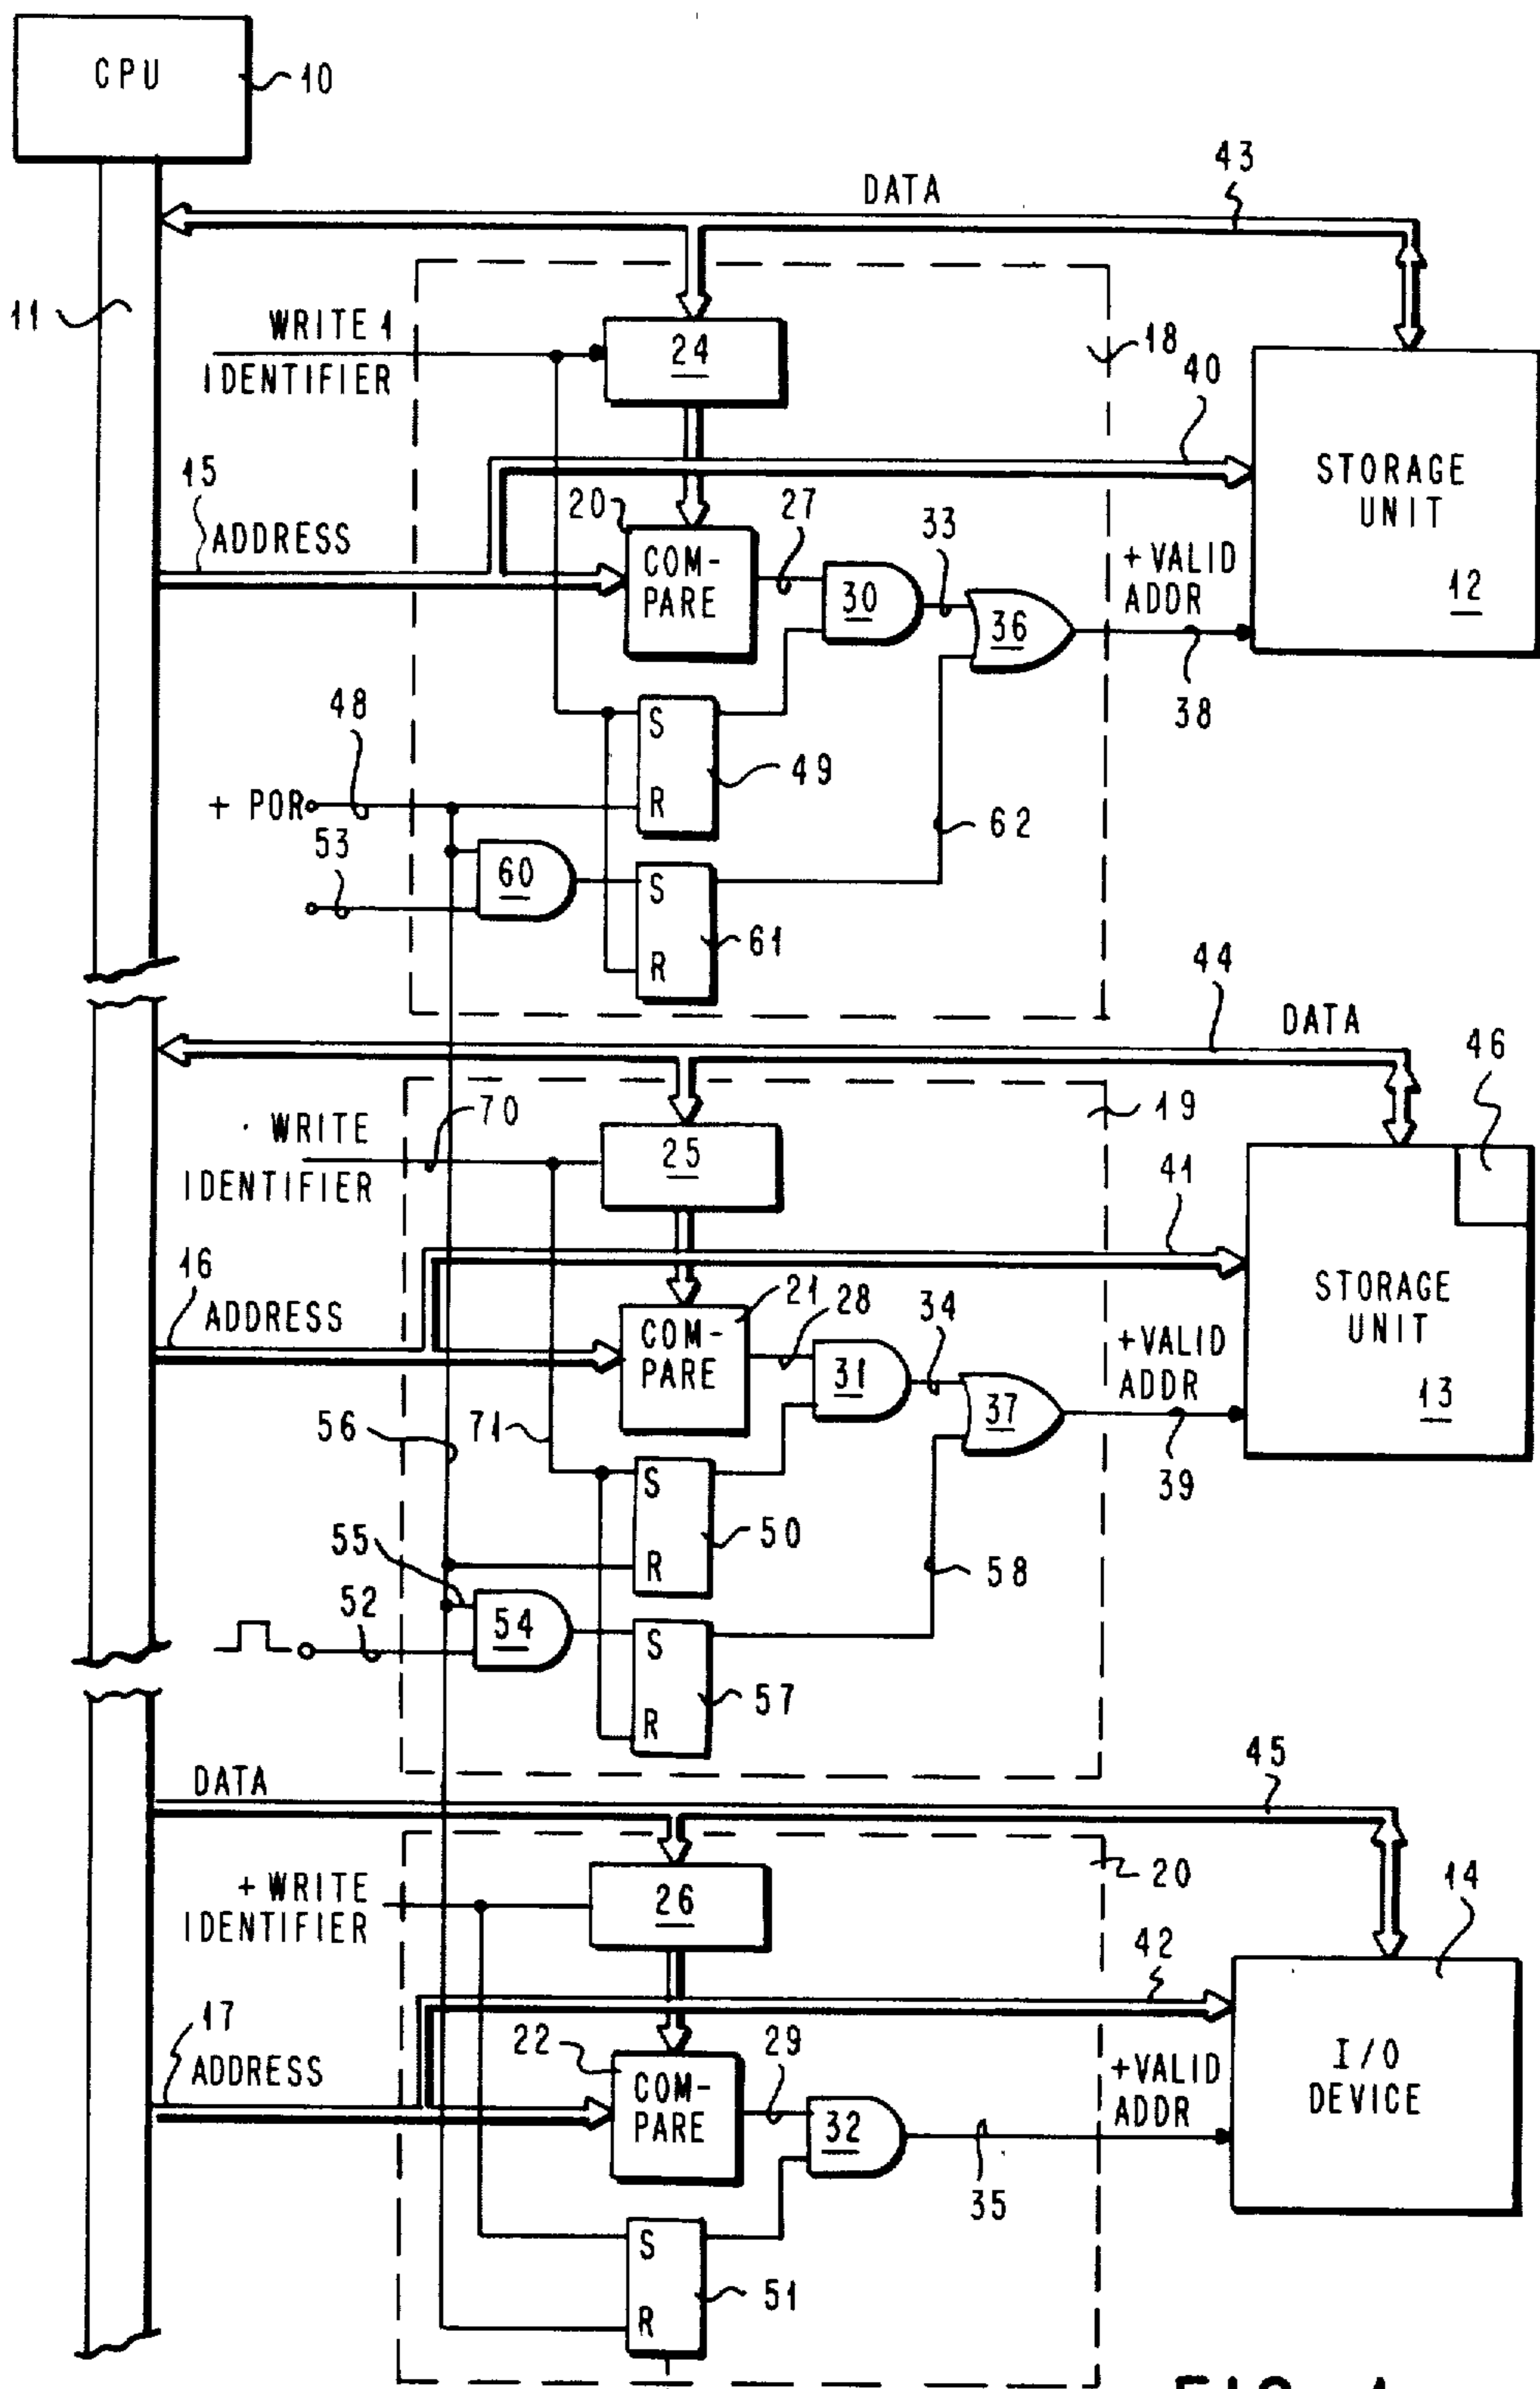 CPU
10
43
DATA
11
WRITE 1
IDENTIFIER
24
18
40
STORAGE
UNIT
12
15
ADDRESS
20
COM-
PARE
27
30
33
36
+ VALID
ADDR
38
48
S
R
49
+ POR
53
60
62
S
R
61
44
DATA
46
70
WRITE
IDENTIFIER
25
19
41
STORAGE
UNIT
13
16
ADDRESS
21
COM-
PARE
28
31
34
37
+VALID
ADDR
39
56
71
S
R
50
55
52
54
58
S
R
57
DATA
45
+ WRITE
IDENTIFIER
26
20
14
42
I/O
DEVICE
17
ADDRESS
22
COM-
PARE
29
32
+VALID
ADDR
35
S
R
51